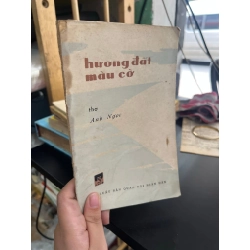 hương đất
màu cờ
thơ
Anh Ngọc